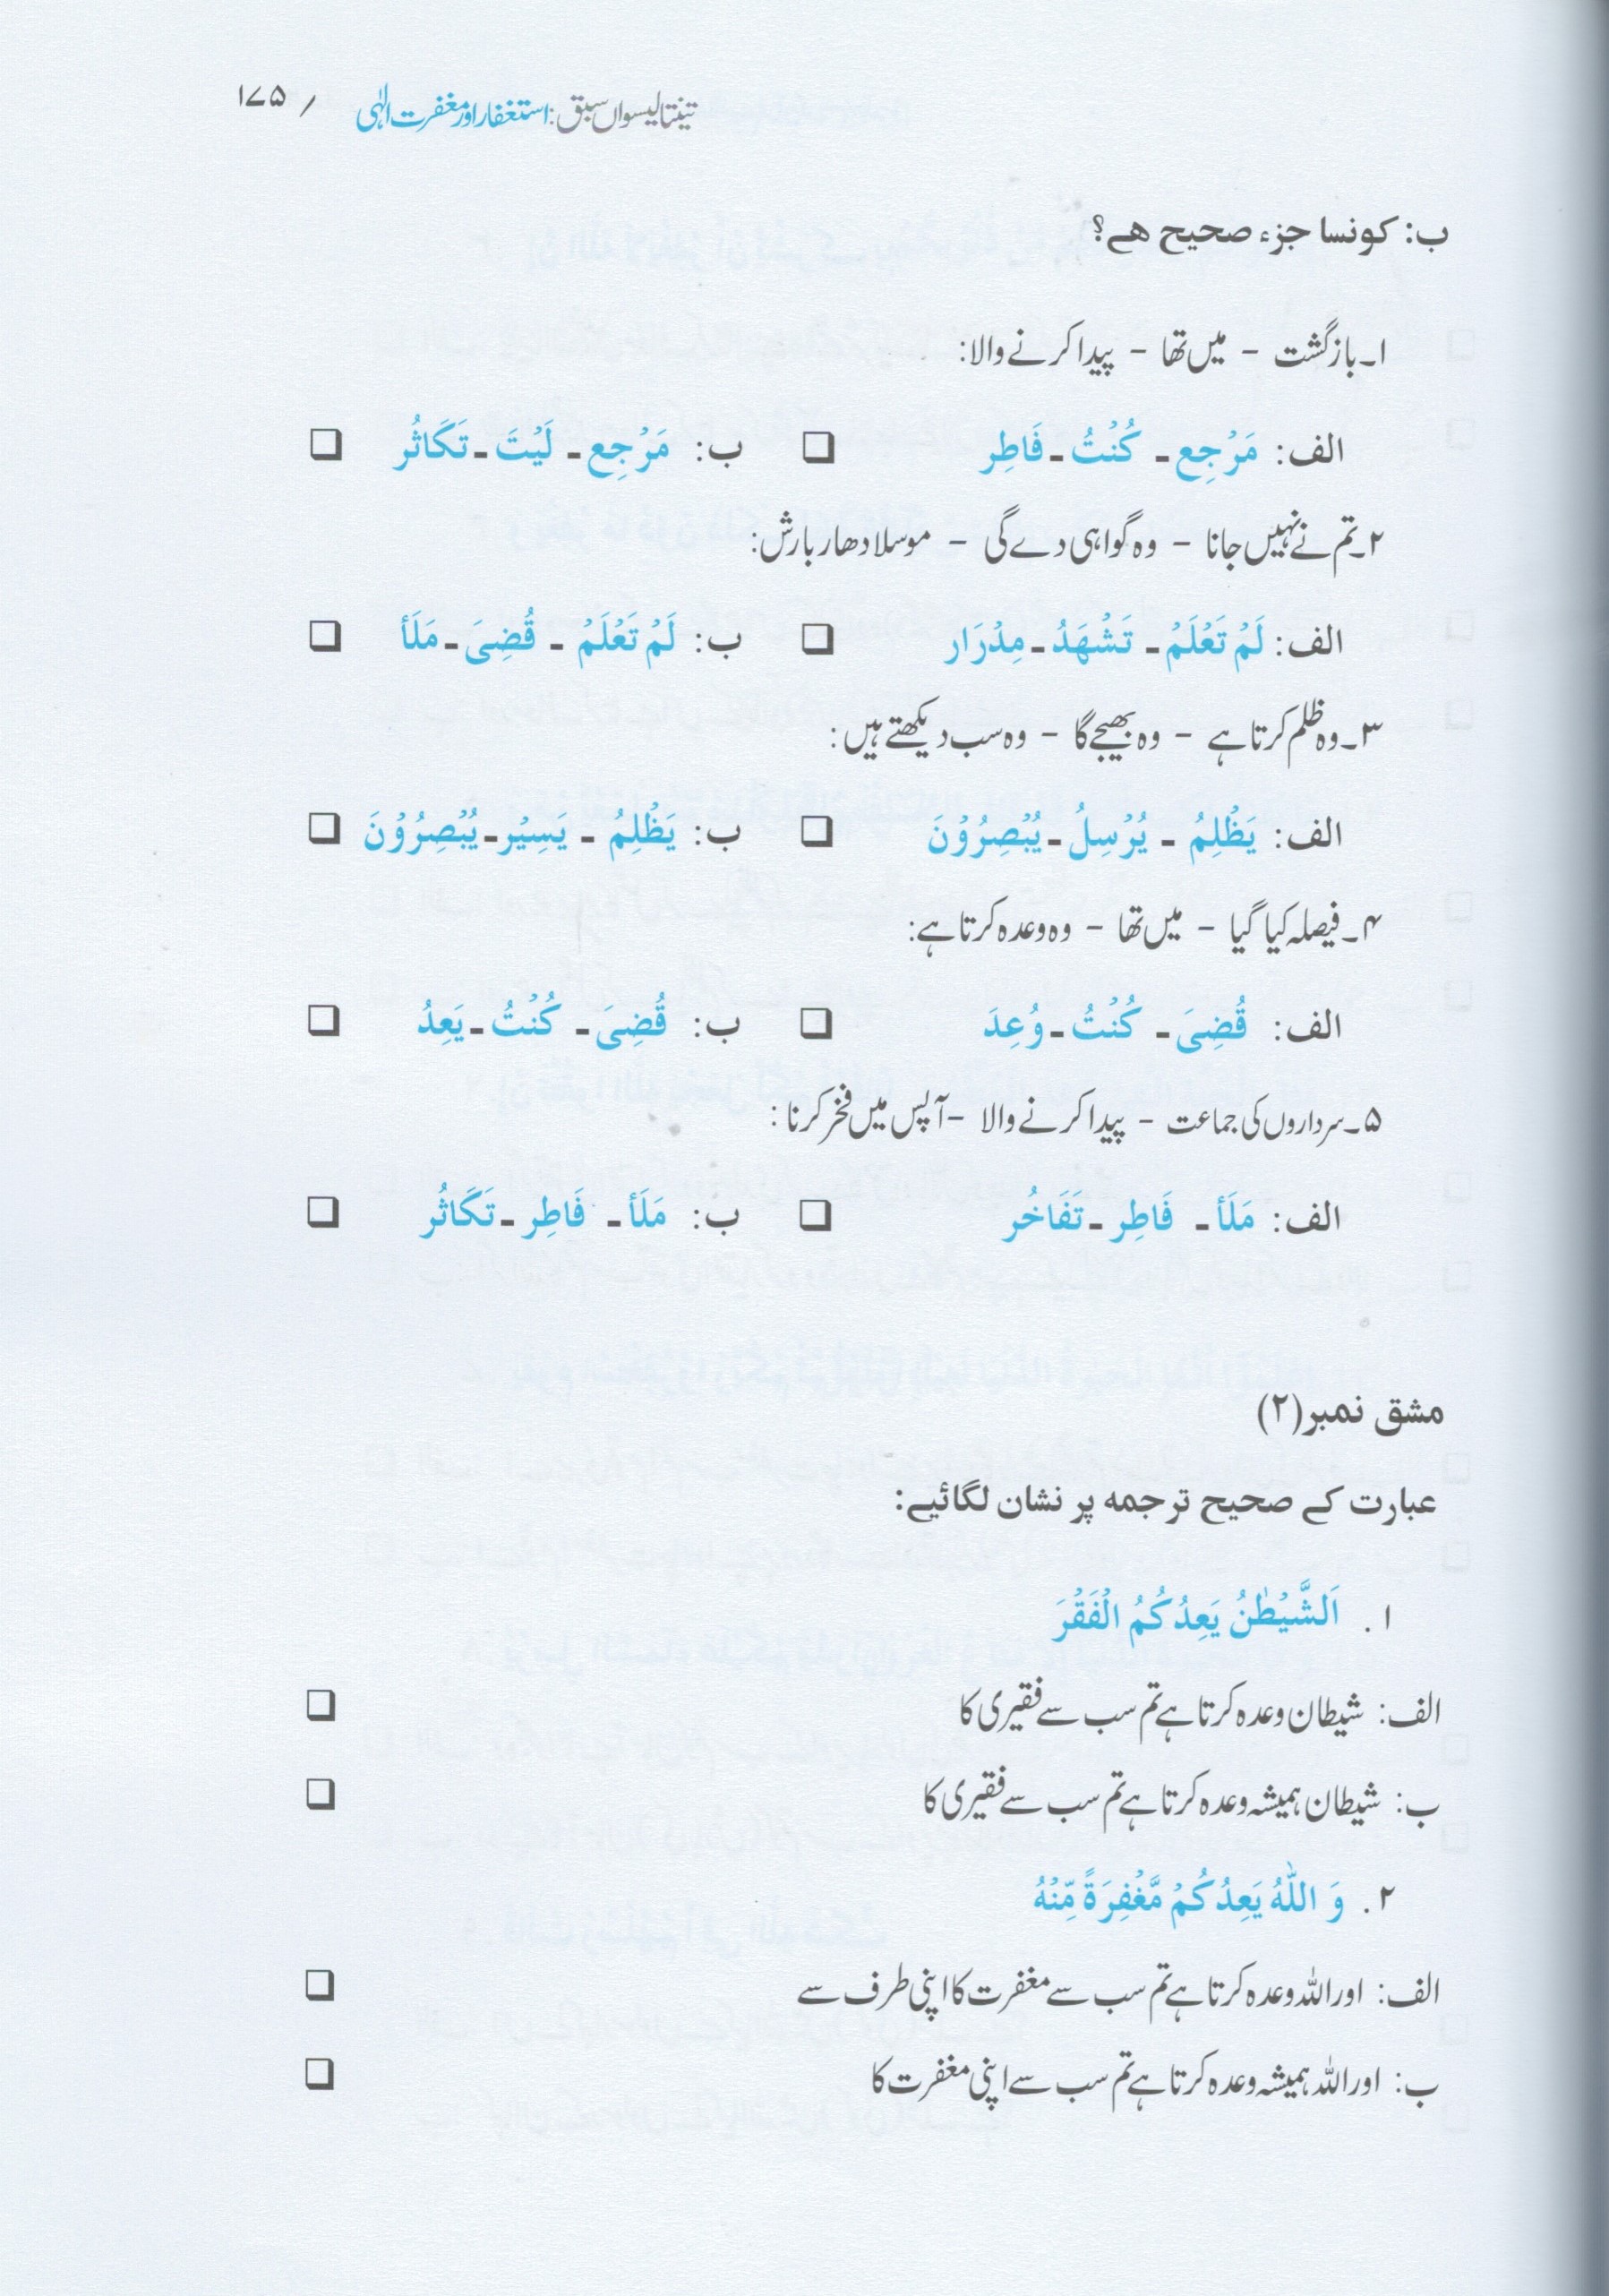 تینتالیسواں سبق: استغفار اور مغفرت الٰہی / ۱۷۵
ب: کونسا جزء صحیح ھے؟
۱۔ بازگشت – میں تھا – پیدا کرنے والا:
الف: مَرْجِع ـ کُنْتُ ـ فَاطِر ❏ ب: مَرْجِع ـ لَیْتَ ـ تَکَاثُر ❏
۲۔ تم نے نہیں جانا – وہ گواہی دے گی – موسلا دھار بارش:
الف: لَمْ تَعْلَمْ ـ تَشْهَدُ ـ مِدْرَار ❏ ب: لَمْ تَعْلَمْ ـ قُضِیَ ـ مَلَأ ❏
۳۔ وہ ظلم کرتا ہے – وہ بھیجے گا – وہ سب دیکھتے ہیں:
الف: یَظْلِمُ ـ یُرْسِلُ ـ یُبْصِرُوْنَ ❏ ب: یَظْلِمُ ـ یَسِیْر ـ یُبْصِرُوْنَ ❏
۴۔ فیصلہ کیا گیا – میں تھا – وہ وعدہ کرتا ہے:
الف: قُضِیَ ـ کُنْتُ ـ وُعِدَ ❏ ب: قُضِیَ ـ کُنْتُ ـ یَعِدُ ❏
۵۔ سرداروں کی جماعت – پیدا کرنے والا – آپس میں فخر کرنا:
الف: مَلَأ ـ فَاطِر ـ تَفَاخُر ❏ ب: مَلَأ ـ فَاطِر ـ تَکَاثُر ❏
مشق نمبر (۲)
عبارت کے صحیح ترجمه پر نشان لگائیے:
۱. اَلشَّیْطٰنُ یَعِدُکُمُ الْفَقْرَ
الف: شیطان وعدہ کرتا ہے تم سب سے فقیری کا ❏
ب: شیطان ہمیشہ وعدہ کرتا ہے تم سب سے فقیری کا ❏
۲. وَ اللّٰهُ یَعِدُکُمْ مَّغْفِرَةً مِّنْهُ
الف: اور اللہ وعدہ کرتا ہے تم سب سے مغفرت کا اپنی طرف سے ❏
ب: اور اللہ ہمیشہ وعدہ کرتا ہے تم سب سے اپنی مغفرت کا ❏